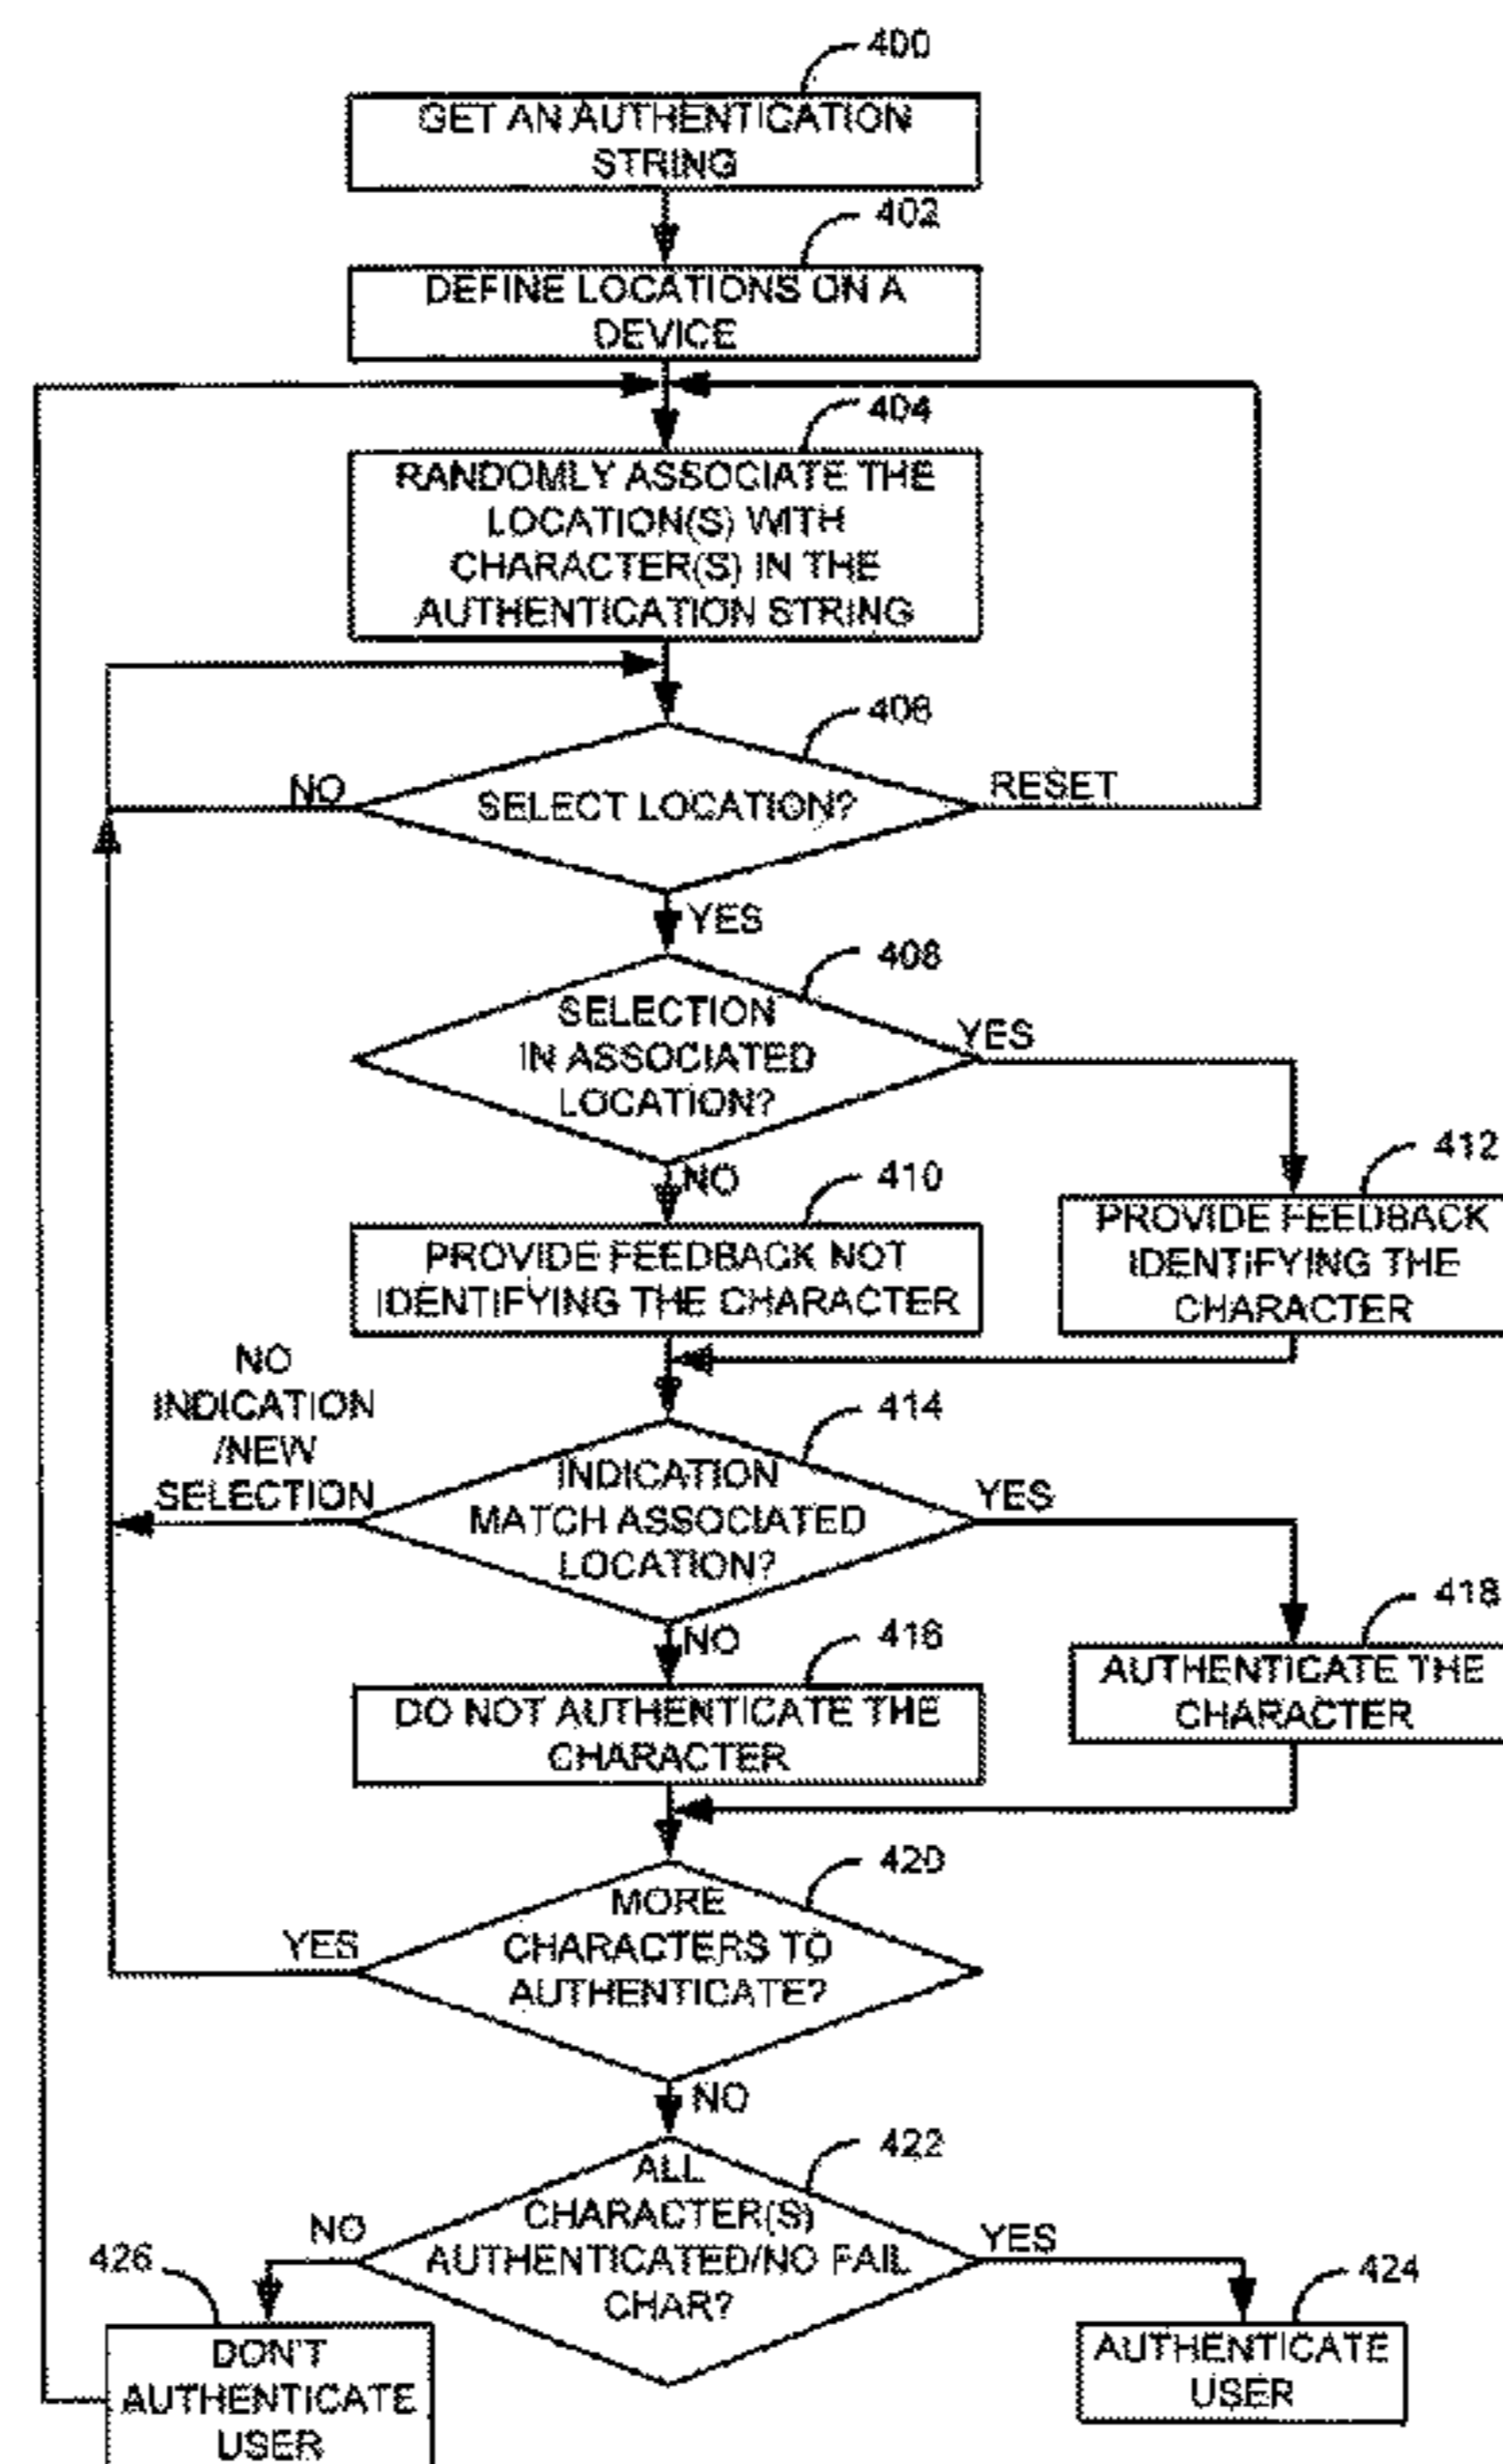 400
GET AN AUTHENTICATION
STRING
402
DEFINE LOCATIONS ON A
DEVICE
404
RANDOMLY ASSOCIATE THE
LOCATION(S) WITH
CHARACTER(S) IN THE
AUTHENTICATION STRING
406
NO
SELECT LOCATION?
RESET
YES
408
SELECTION
IN ASSOCIATED
LOCATION?
YES
NO
410
412
PROVIDE FEEDBACK NOT
IDENTIFYING THE CHARACTER
PROVIDE FEEDBACK
IDENTIFYING THE
CHARACTER
NO
INDICATION
/NEW
SELECTION
414
INDICATION
MATCH ASSOCIATED
LOCATION?
YES
NO
416
418
DO NOT AUTHENTICATE THE
CHARACTER
AUTHENTICATE THE
CHARACTER
420
MORE
CHARACTERS TO
AUTHENTICATE?
YES
NO
422
ALL
CHARACTER(S)
AUTHENTICATED/NO FAIL
CHAR?
NO
YES
426
424
DON'T
AUTHENTICATE
USER
AUTHENTICATE
USER